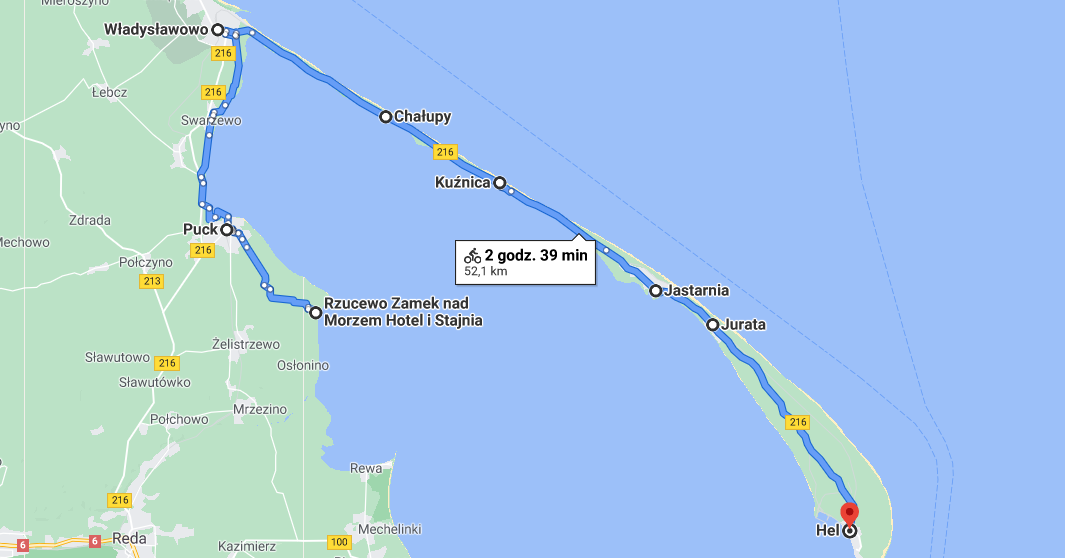 Mieroszyno
Władysławowo
216
Łebcz
216
Swarzewo
yno
Chałupy
216
Kuźnica
Zdrada
Puck
Mechowo
216
Połczyno
213
2 godz. 39 min
52,1 km
Jastarnia
Rzucewo Zamek nad
Morzem Hotel i Stajnia
Jurata
Żelistrzewo
Sławutowo
216
Osłonino
Sławutówko
Mrzezino
Połchowo
216
Rewa
216
Mechelinki
Hel
Reda
6
6
Kazimierz
100